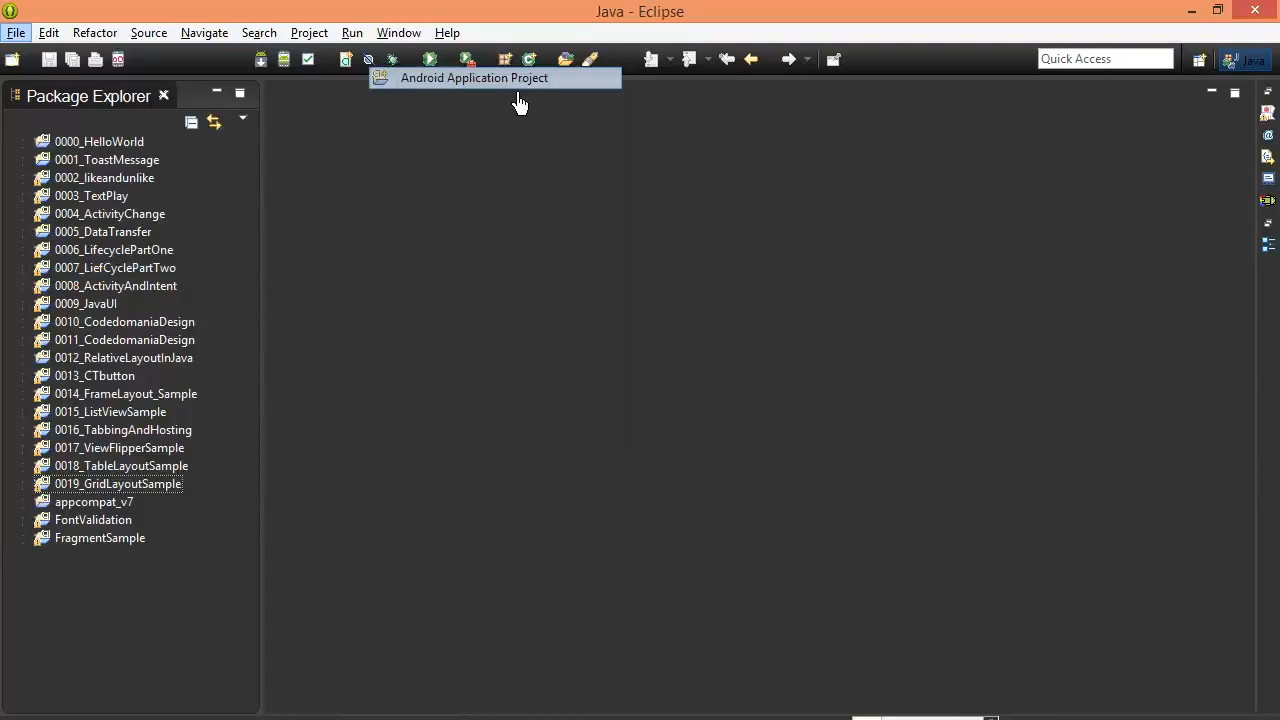 Java - Eclipse
File Edit Refactor Source Navigate Search Project Run Window Help
Quick Access
Java
Android Application Project
Package Explorer
0000_HelloWorld
0001_ToastMessage
0002_likeandunlike
0003_TextPlay
0004_ActivityChange
0005_DataTransfer
0006_LifecyclePartOne
0007_LiefCyclePartTwo
0008_ActivityAndIntent
0009_JavaUI
0010_CodedomaniaDesign
0011_CodedomaniaDesign
0012_RelativeLayoutInJava
0013_CTbutton
0014_FrameLayout_Sample
0015_ListViewSample
0016_TabbingAndHosting
0017_ViewFlipperSample
0018_TableLayoutSample
0019_GridLayoutSample
appcompat_v7
FontValidation
FragmentSample